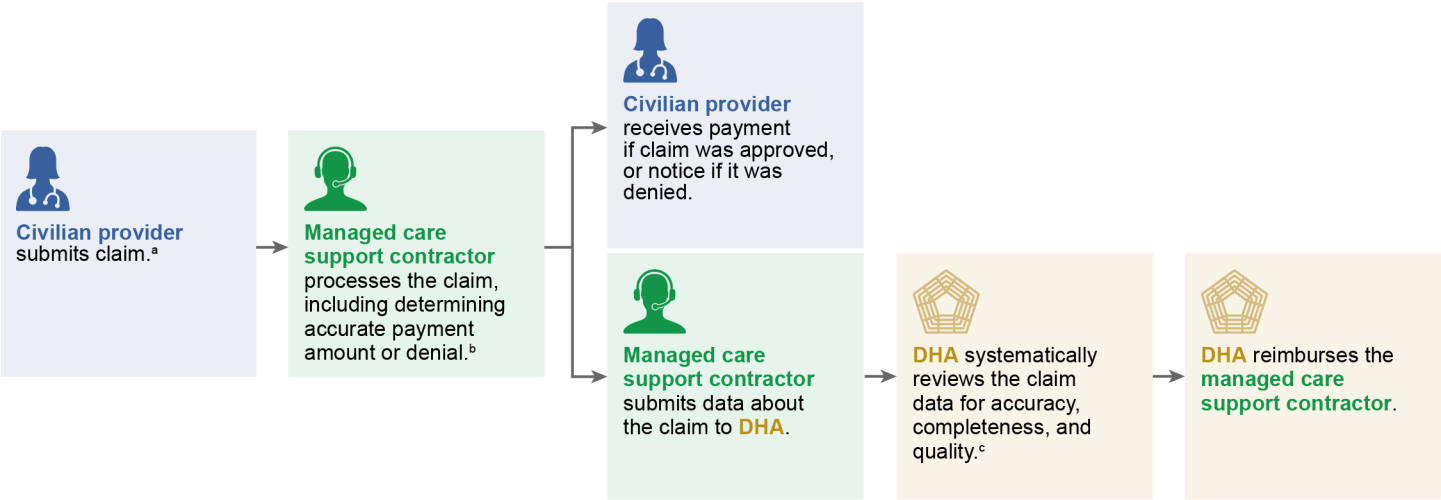 Civilian provider
submits claim.ᵃ
Managed care
support contractor
processes the claim,
including determining
accurate payment
amount or denial.ᵇ
Civilian provider
receives payment
if claim was approved,
or notice if it was
denied.
Managed care
support contractor
submits data about
the claim to DHA.
DHA systematically
reviews the claim
data for accuracy,
completeness, and
quality.ᶜ
DHA reimburses the
managed care
support contractor.